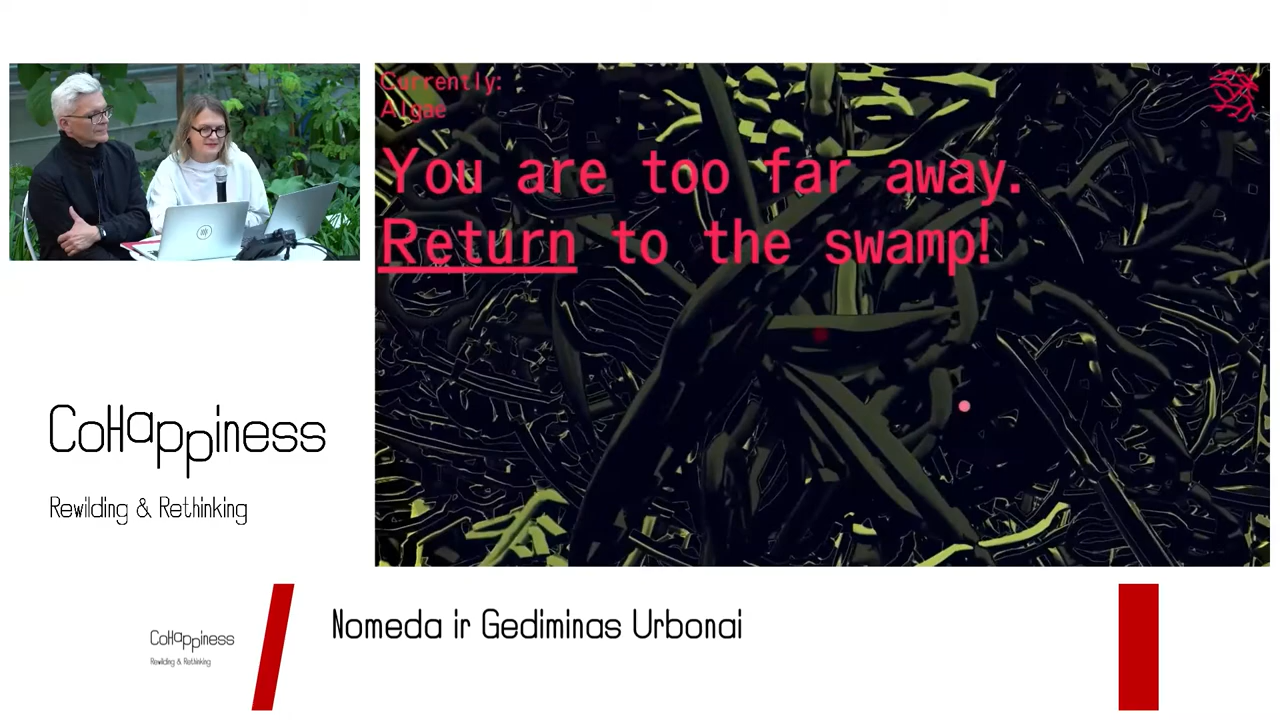 Currently:
Algae
You are too far away.
Return to the swamp!
CoHappiness
Rewilding & Rethinking
CoHappiness
Rewilding & Rethinking
Nomeda ir Gediminas Urbonai